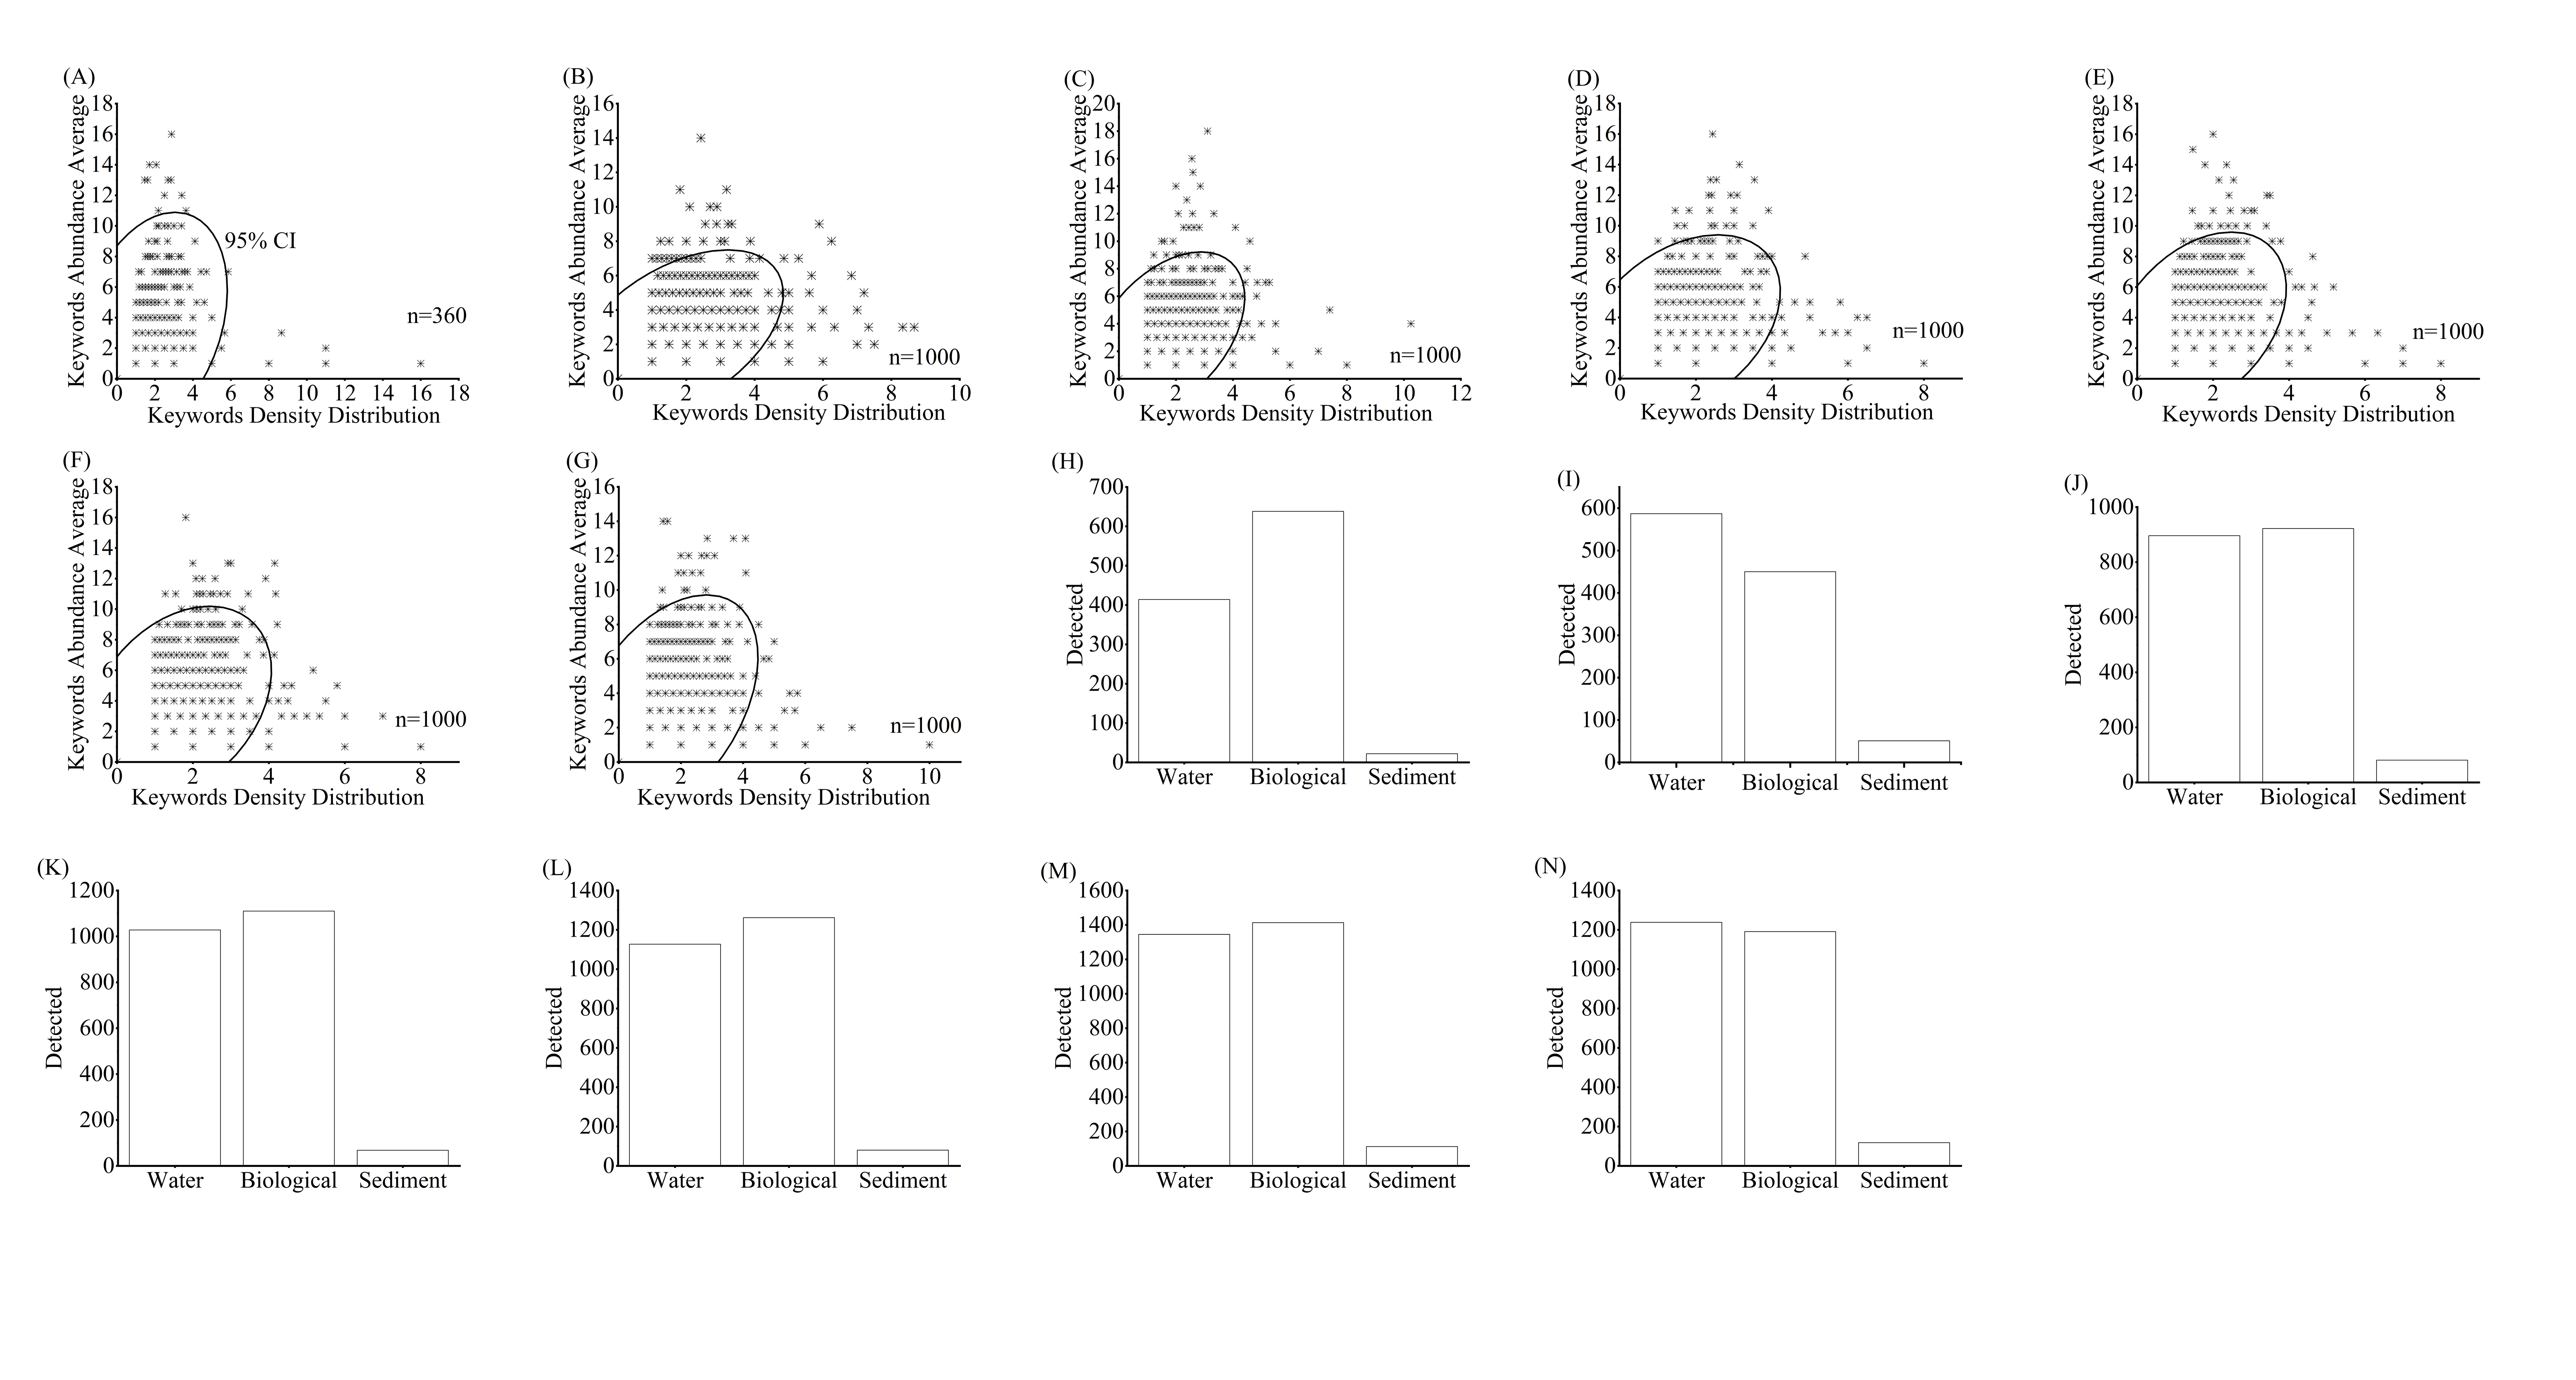 (A)
Keywords Abundance Average
18
16
14
12
10
8
6
4
2
0
95% CI
n=360
0 2 4 6 8 10 12 14 16 18
Keywords Density Distribution
(B)
Keywords Abundance Average
16
14
12
10
8
6
4
2
0
n=1000
0 2 4 6 8 10
Keywords Density Distribution
(C)
Keywords Abundance Average
20
18
16
14
12
10
8
6
4
2
0
n=1000
0 2 4 6 8 10 12
Keywords Density Distribution
(D)
Keywords Abundance Average
18
16
14
12
10
8
6
4
2
0
n=1000
0 2 4 6 8
Keywords Density Distribution
(E)
Keywords Abundance Average
18
16
14
12
10
8
6
4
2
0
n=1000
0 2 4 6 8
Keywords Density Distribution
(F)
Keywords Abundance Average
18
16
14
12
10
8
6
4
2
0
n=1000
0 2 4 6 8
Keywords Density Distribution
(G)
Keywords Abundance Average
16
14
12
10
8
6
4
2
0
n=1000
0 2 4 6 8 10
Keywords Density Distribution
(H)
Detected
700
600
500
400
300
200
100
0
Water Biological Sediment
(I)
Detected
600
500
400
300
200
100
0
Water Biological Sediment
(J)
Detected
1000
800
600
400
200
0
Water Biological Sediment
(K)
Detected
1200
1000
800
600
400
200
0
Water Biological Sediment
(L)
Detected
1400
1200
1000
800
600
400
200
0
Water Biological Sediment
(M)
Detected
1600
1400
1200
1000
800
600
400
200
0
Water Biological Sediment
(N)
Detected
1400
1200
1000
800
600
400
200
0
Water Biological Sediment